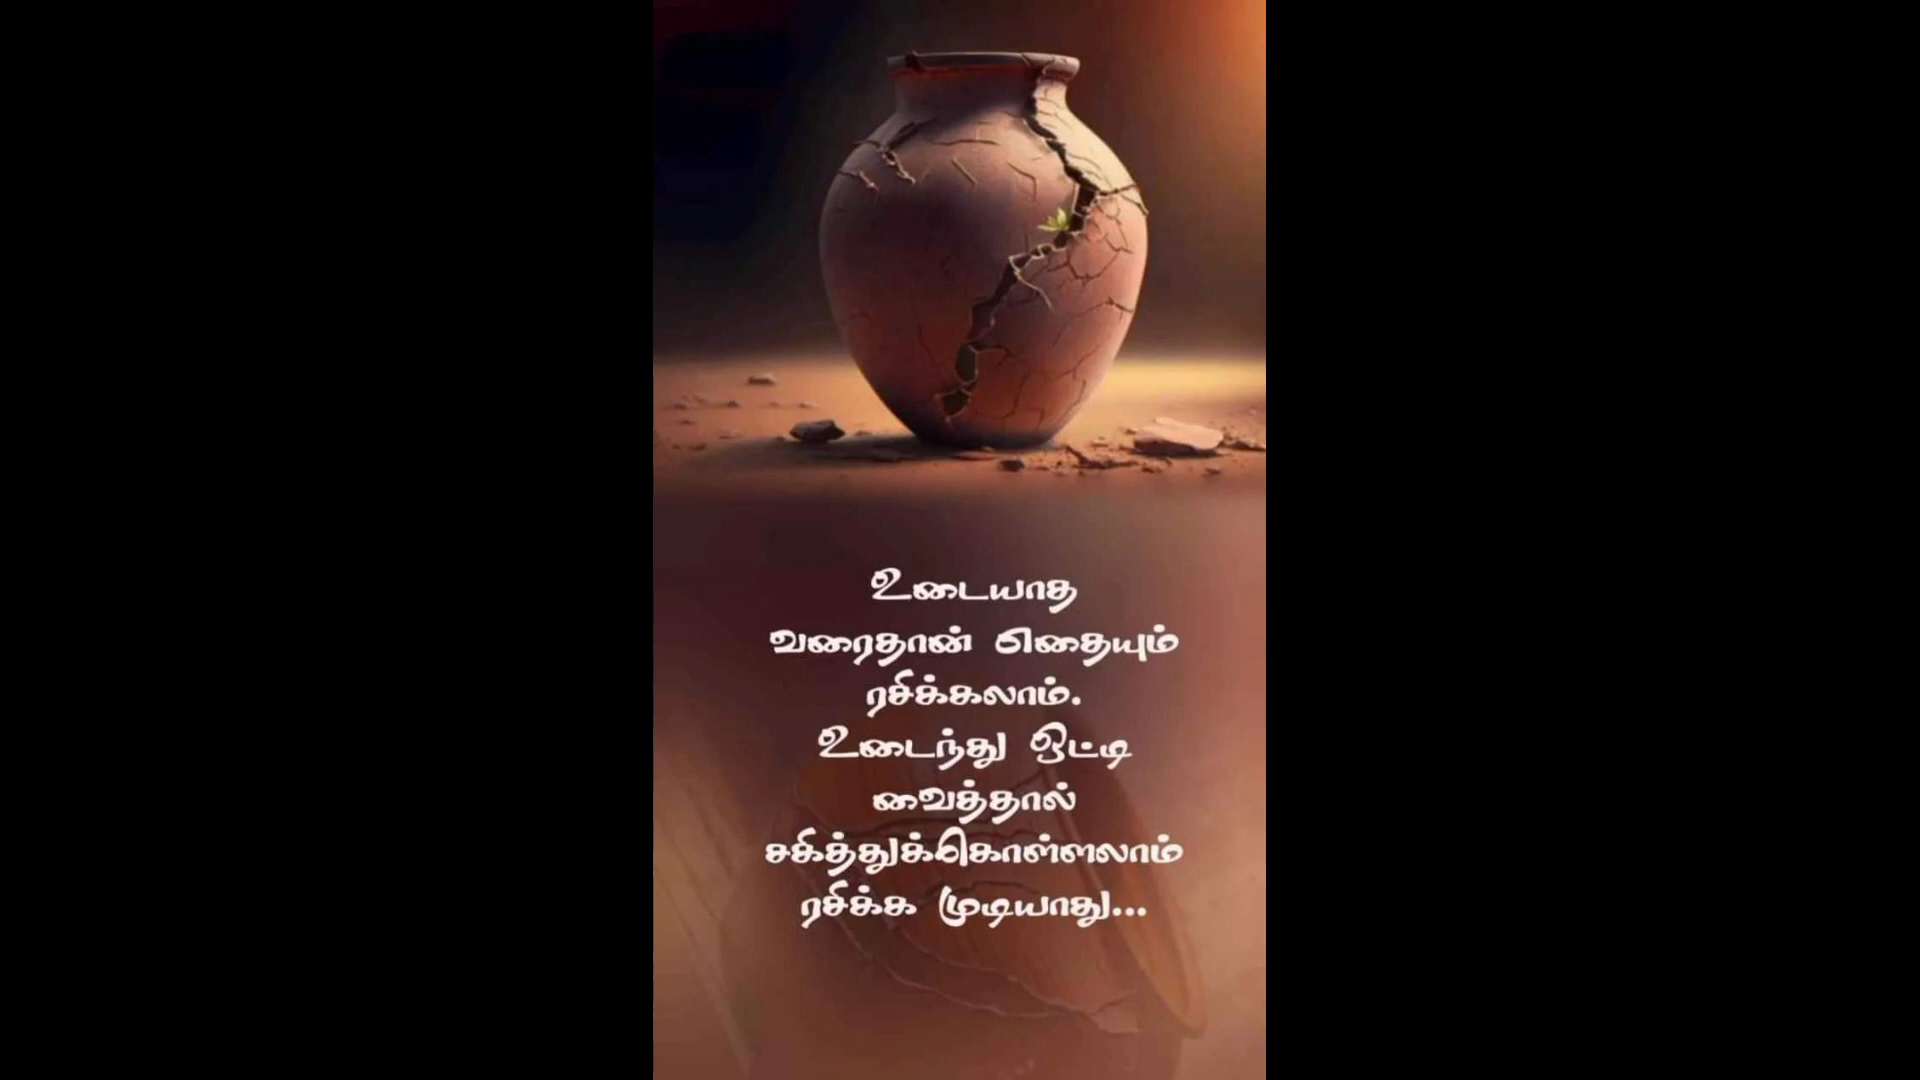 உடையாத
வரைதான் எதையும்
ரசிக்கலாம்.
உடைந்து ஒட்டி
வைத்தால்
சகித்துக்கொள்ளலாம்
ரசிக்க முடியாது...